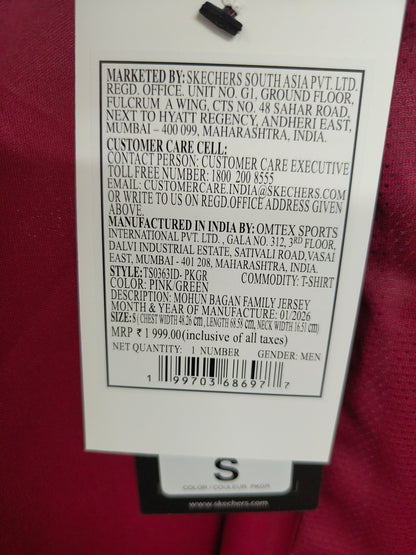 MARKETED BY: SKECHERS SOUTH ASIA PVT. LTD.
REGD. OFFICE. UNIT NO. G1, GROUND FLOOR,
FULCRUM A WING, CTS NO. 48 SAHAR ROAD,
NEXT TO HYATT REGENCY, ANDHERI EAST,
MUMBAI - 400 099, MAHARASHTRA, INDIA.
CUSTOMER CARE CELL:
CONTACT PERSON: CUSTOMER CARE EXECUTIVE
TOLL FREE NUMBER: 1800 200 8555
EMAIL: CUSTOMERCARE.INDIA@SKECHERS.COM
OR WRITE TO US ON REGD.OFFICE ADDRESS GIVEN
ABOVE.
MANUFACTURED IN INDIA BY: OMTEX SPORTS
INTERNATIONAL PVT. LTD. , GALA NO. 312, 3RD FLOOR,
DALVI INDUSTRIAL ESTATE, SATIVALI ROAD,VASAI
EAST, MUMBAI - 401 208, MAHARASHTRA, INDIA.
STYLE: TS0363ID- PKGR COMMODITY: T-SHIRT
COLOR: PINK GREEN
DESCRIPTION: MOHUN BAGAN FAMILY JERSEY
MONTH & YEAR OF MANUFACTURE: 01/2026
SIZE: S ( CHEST WIDTH 48.26 cm , LENGTH 68.58 cm, NECK WIDTH 16.51 cm)
MRP ₹ 1 999.00(inclusive of all taxes)
NET QUANTITY: 1 NUMBER GENDER: MEN
1 99703 68697 7
S
COLOR / COULEUR: PKGR
www.skechers.com